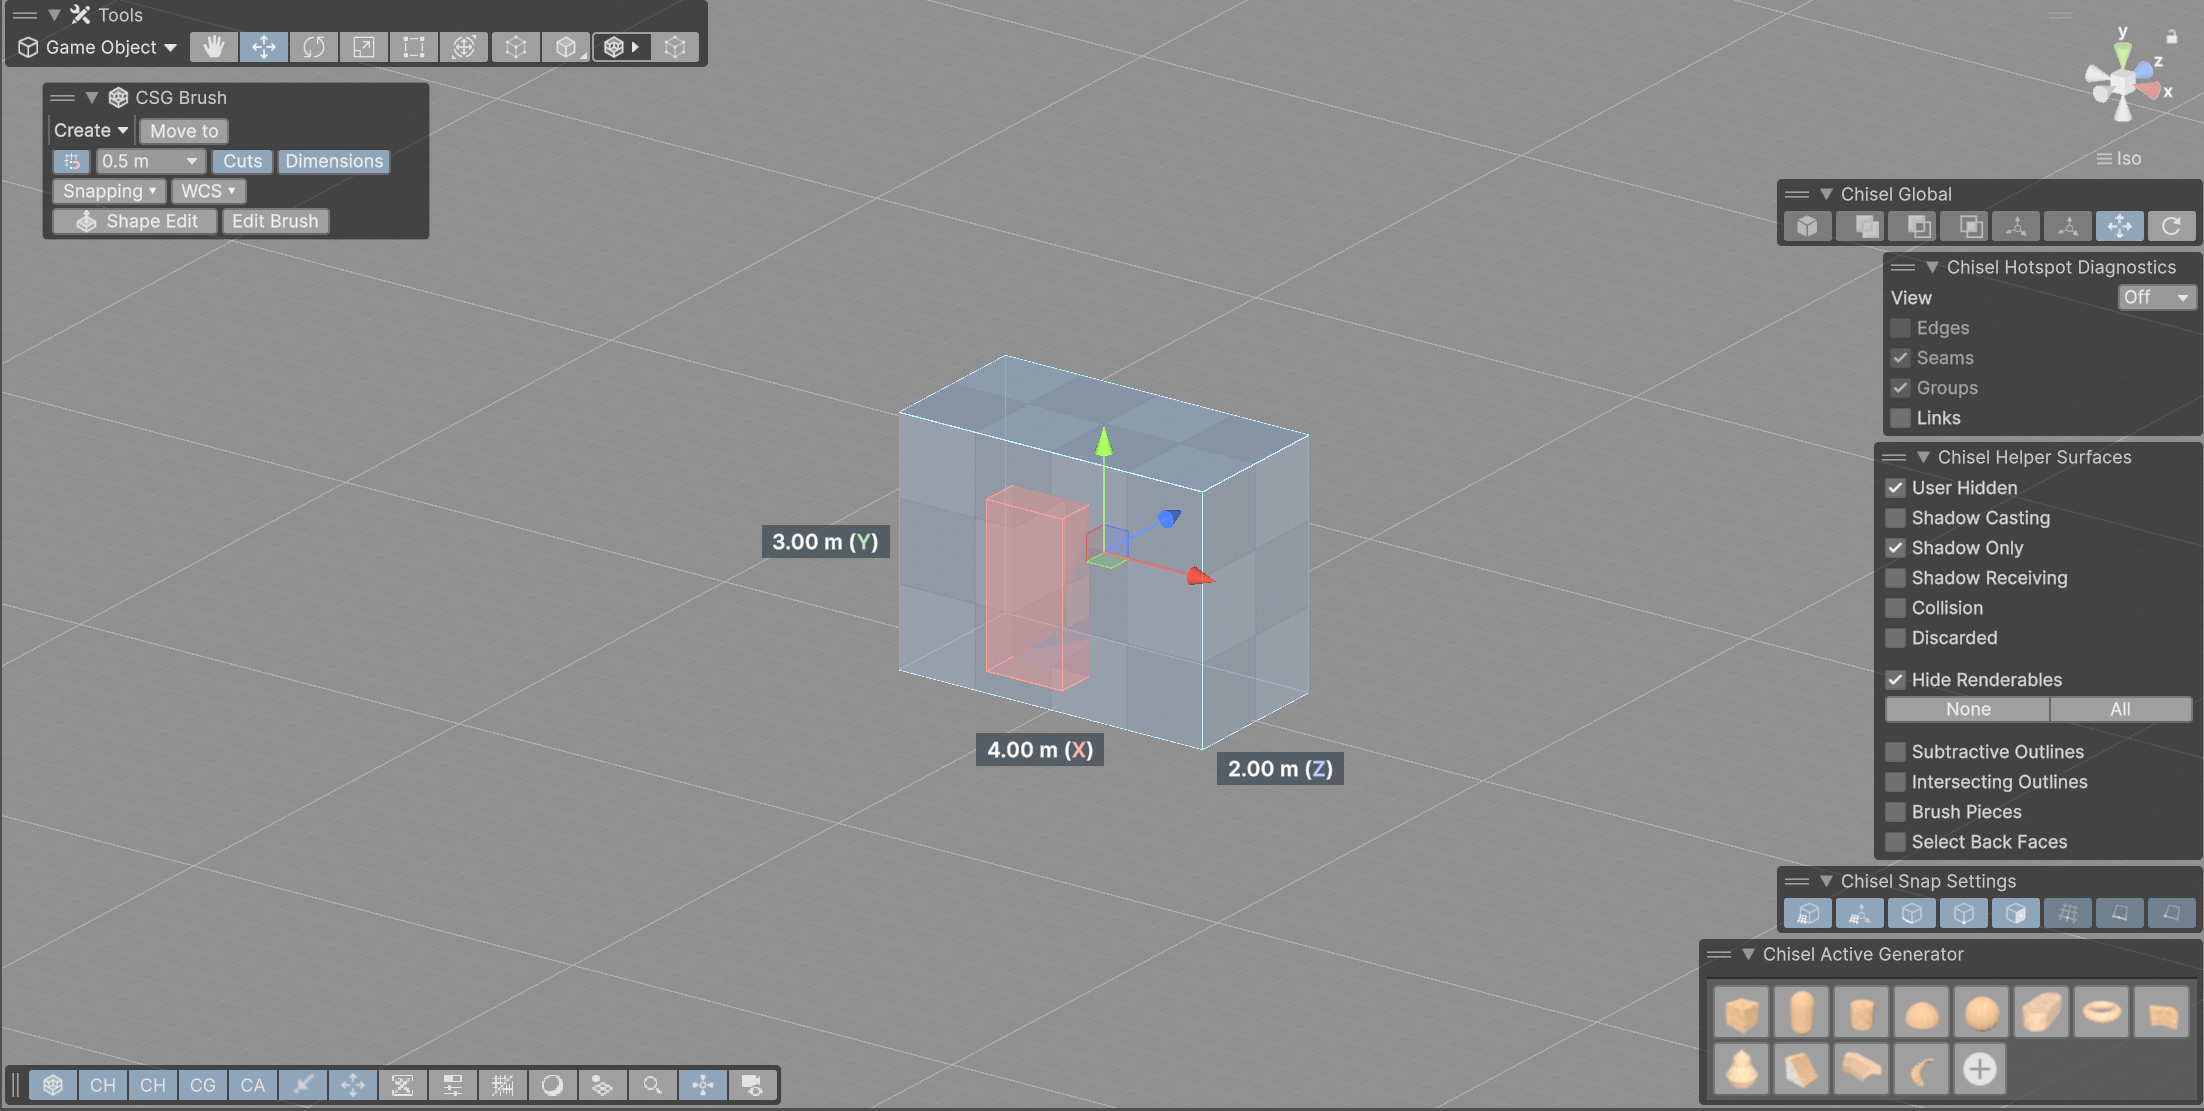 Tools
Game Object
CSG Brush
Create
Move to
0.5 m
Cuts
Dimensions
Snapping
WCS
Shape Edit
Edit Brush
y
z
x
Iso
Chisel Global
Chisel Hotspot Diagnostics
View
Off
Edges
Seams
Groups
Links
Chisel Helper Surfaces
User Hidden
Shadow Casting
Shadow Only
Shadow Receiving
Collision
Discarded
Hide Renderables
None
All
Subtractive Outlines
Intersecting Outlines
Brush Pieces
Select Back Faces
3.00 m (Y)
4.00 m (X)
2.00 m (Z)
Chisel Snap Settings
Chisel Active Generator
CH
CH
CG
CA